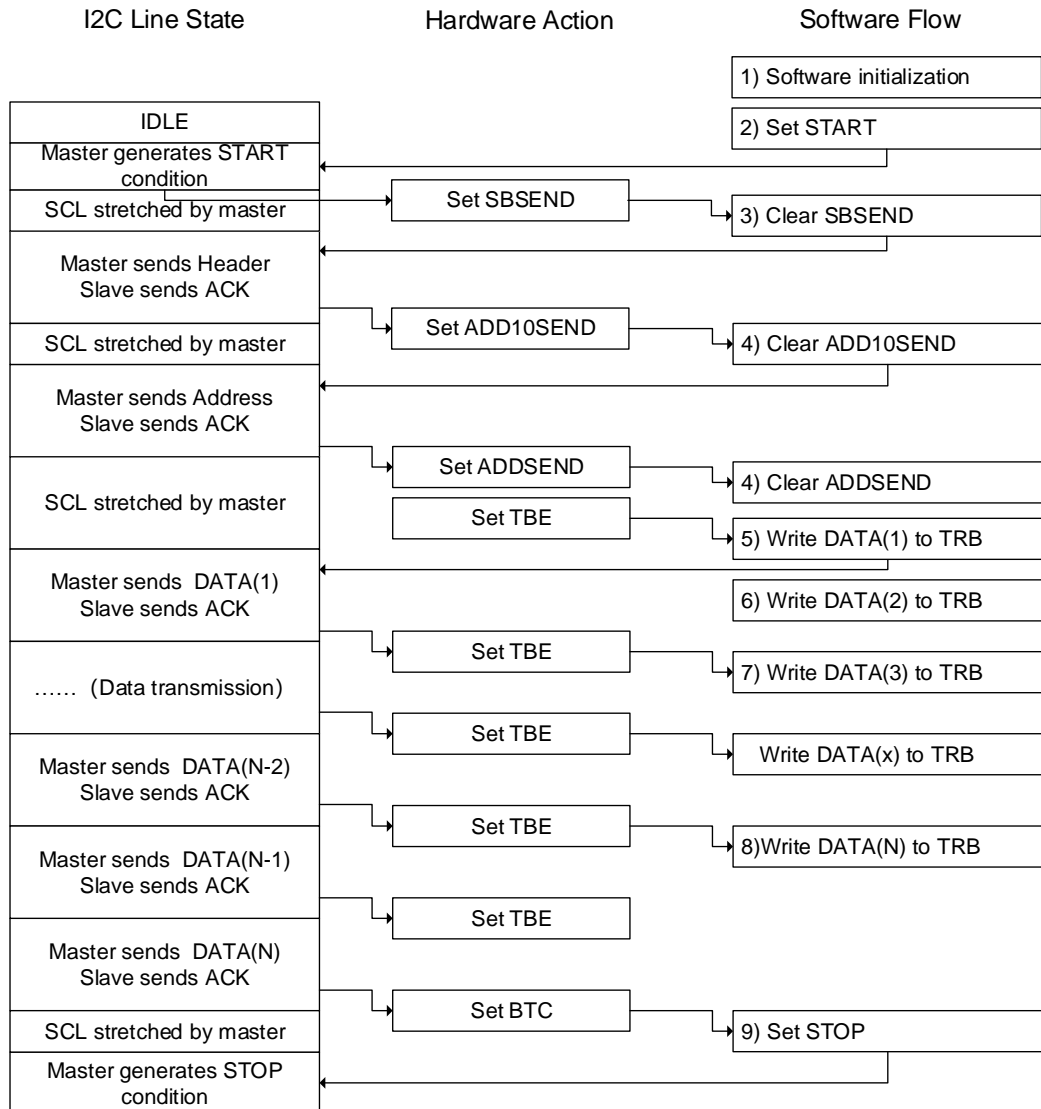 I2C Line State
Hardware Action
Software Flow
1) Software initialization
IDLE
2) Set START
Master generates START
condition
Set SBSEND
SCL stretched by master
3) Clear SBSEND
Master sends Header
Slave sends ACK
Set ADD10SEND
SCL stretched by master
4) Clear ADD10SEND
Master sends Address
Slave sends ACK
Set ADDSEND
4) Clear ADDSEND
SCL stretched by master
Set TBE
5) Write DATA(1) to TRB
Master sends DATA(1)
Slave sends ACK
6) Write DATA(2) to TRB
Set TBE
7) Write DATA(3) to TRB
…… (Data transmission)
Set TBE
Write DATA(x) to TRB
Master sends DATA(N-2)
Slave sends ACK
Set TBE
8)Write DATA(N) to TRB
Master sends DATA(N-1)
Slave sends ACK
Set TBE
Master sends DATA(N)
Slave sends ACK
Set BTC
SCL stretched by master
9) Set STOP
Master generates STOP
condition